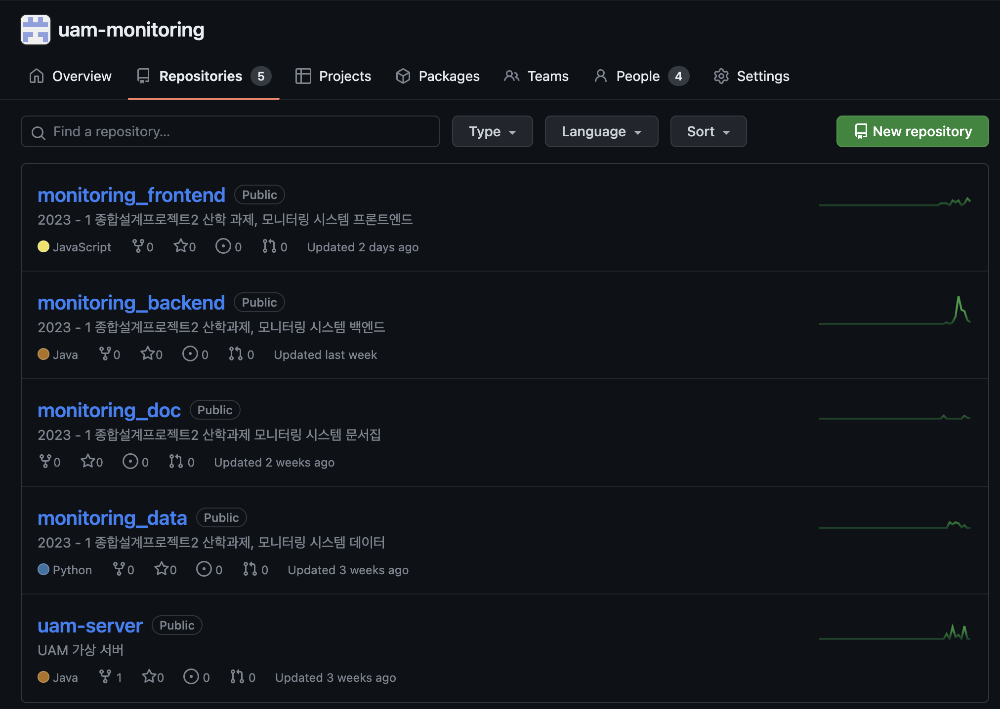 uam-monitoring
Overview Repositories 5 Projects Packages Teams People 4 Settings
Find a repository... Type Language Sort New repository
monitoring_frontend Public
2023 - 1 종합설계프로젝트2 산학 과제, 모니터링 시스템 프론트엔드
JavaScript 0 0 0 0 Updated 2 days ago
monitoring_backend Public
2023 - 1 종합설계프로젝트2 산학과제, 모니터링 시스템 백엔드
Java 0 0 0 0 Updated last week
monitoring_doc Public
2023 - 1 종합설계프로젝트2 산학과제 모니터링 시스템 문서집
0 0 0 0 Updated 2 weeks ago
monitoring_data Public
2023 - 1 종합설계프로젝트2 산학과제, 모니터링 시스템 데이터
Python 0 0 0 0 Updated 3 weeks ago
uam-server Public
UAM 가상 서버
Java 1 0 0 0 Updated 3 weeks ago